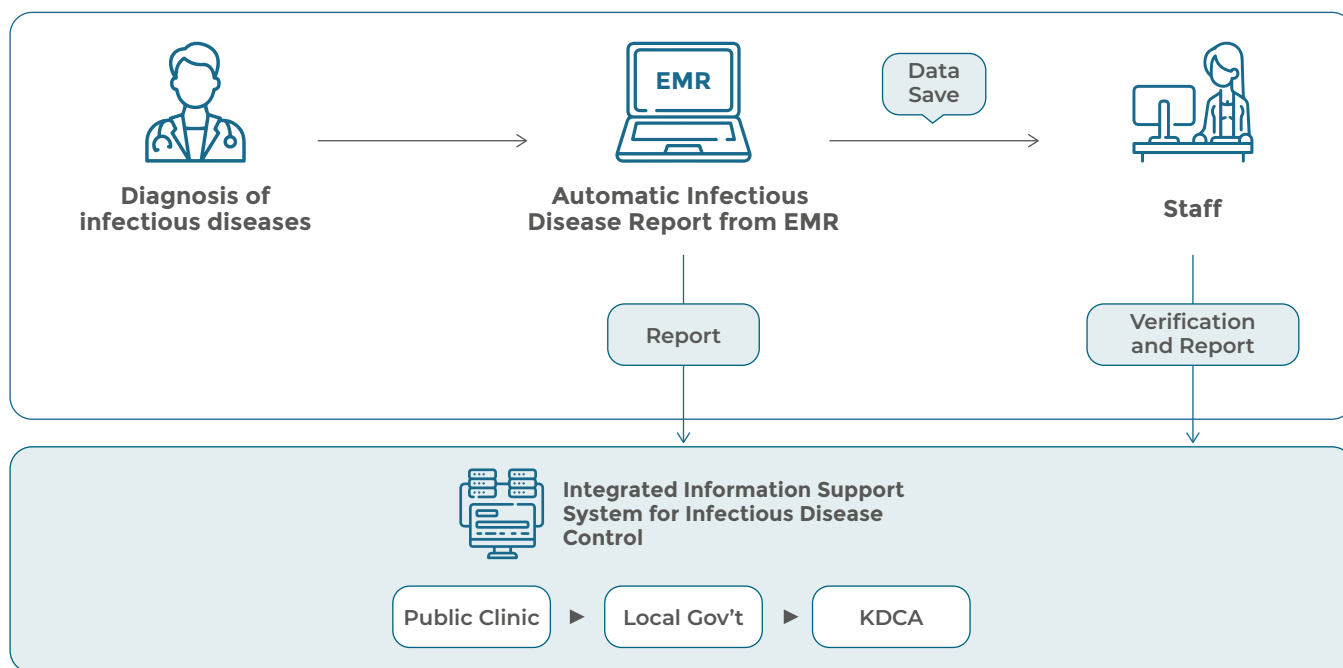 EMR
Data
Save
Diagnosis of
infectious diseases
Automatic Infectious
Disease Report from EMR
Staff
Report
Verification
and Report
Integrated Information Support
System for Infectious Disease
Control
Public Clinic
Local Gov’t
KDCA